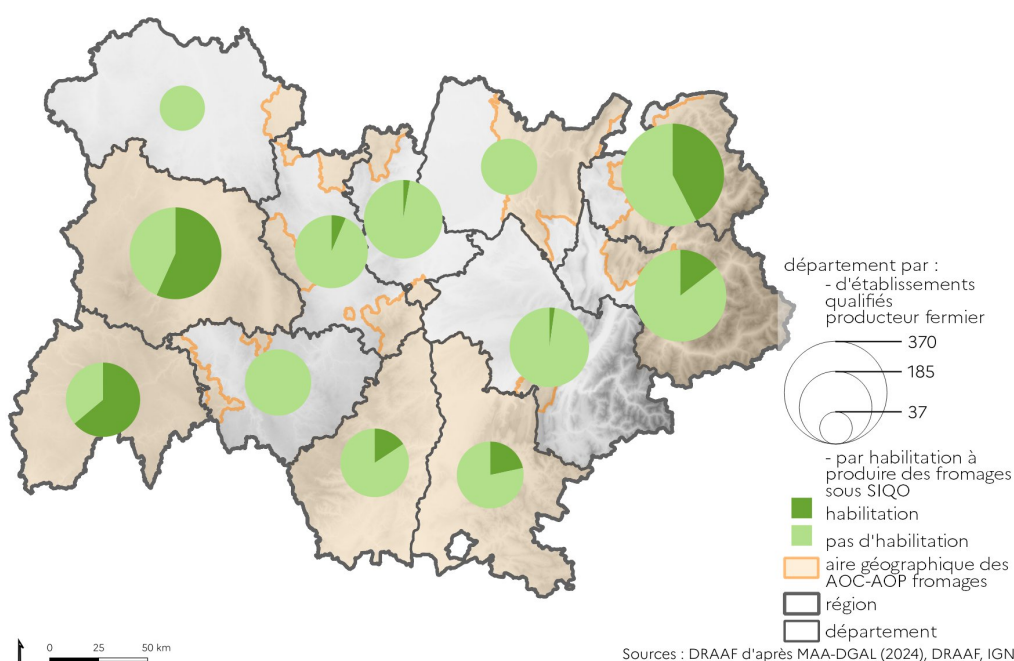 département par :
- d'établissements
qualifiés
producteur fermier
370
185
37
- par habilitation à
produire des fromages
sous SIQO
habilitation
pas d'habilitation
aire géographique des
AOC-AOP fromages
région
département
0 25 50 km
Sources : DRAAF d'après MAA-DGAL (2024), DRAAF, IGN